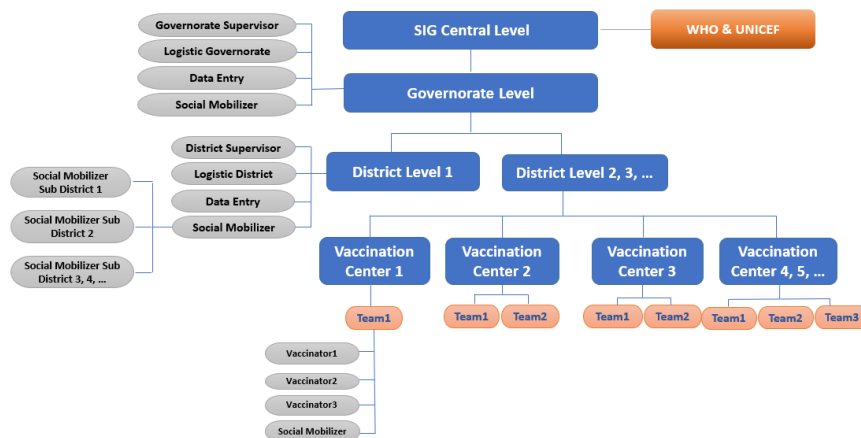 Governorate Supervisor
Logistic Governorate
Data Entry
Social Mobilizer
SIG Central Level
WHO & UNICEF
Governorate Level
District Supervisor
Logistic District
Data Entry
Social Mobilizer
District Level 1
District Level 2, 3, ...
Social Mobilizer
Sub District 1
Social Mobilizer Sub
District 2
Social Mobilizer Sub
District 3, 4, ...
Vaccination
Center 1
Vaccination
Center 2
Vaccination
Center 3
Vaccination
Center 4, 5, ...
Team1
Team1
Team2
Team1
Team2
Team1
Team2
Team3
Vaccinator1
Vaccinator2
Vaccinator3
Social Mobilizer